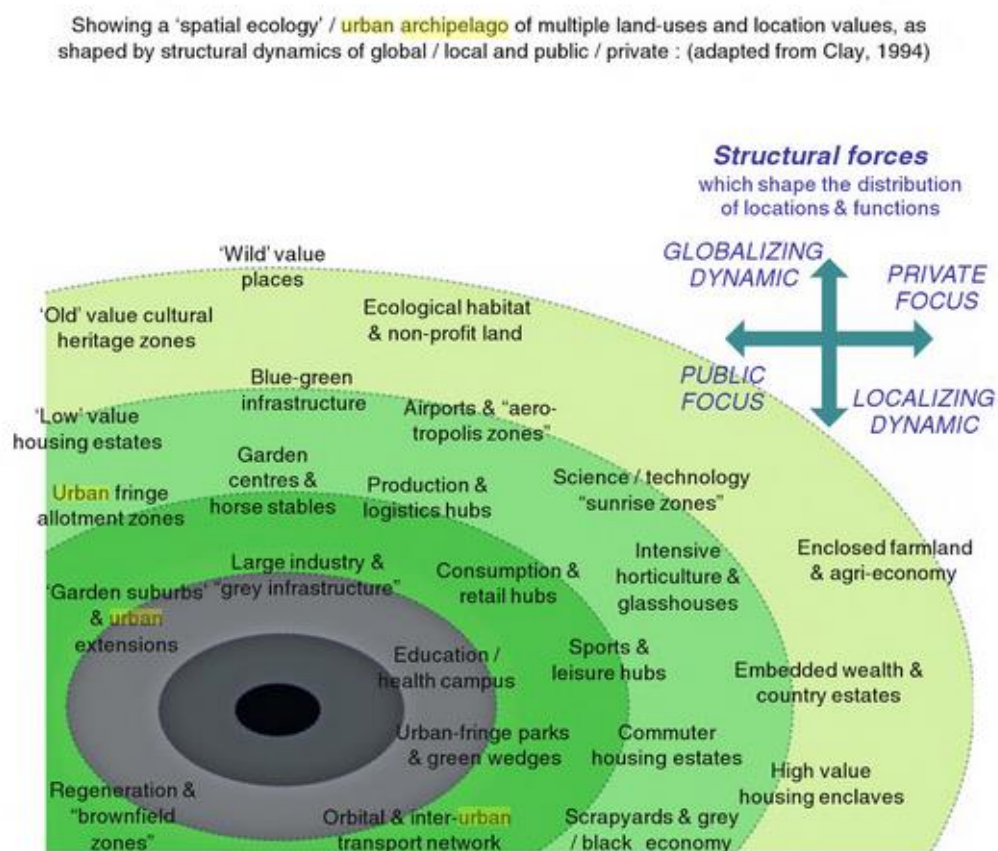 Showing a 'spatial ecology' / urban archipelago of multiple land-uses and location values, as
shaped by structural dynamics of global / local and public / private : (adapted from Clay, 1994)
Structural forces
which shape the distribution
of locations & functions
GLOBALIZING
DYNAMIC
PRIVATE
FOCUS
PUBLIC
FOCUS
LOCALIZING
DYNAMIC
'Wild' value
places
'Old' value cultural
heritage zones
Ecological habitat
& non-profit land
Blue-green
infrastructure
Airports & "aero-
tropolis zones"
'Low' value
housing estates
Garden
centres &
horse stables
Production &
logistics hubs
Science / technology
"sunrise zones"
Urban fringe
allotment zones
Large industry &
"grey infrastructure"
Consumption &
retail hubs
Intensive
horticulture &
glasshouses
Enclosed farmland
& agri-economy
'Garden suburbs'
& urban
extensions
Education /
health campus
Sports &
leisure hubs
Embedded wealth &
country estates
Urban-fringe parks
& green wedges
Commuter
housing estates
High value
housing enclaves
Regeneration &
"brownfield
zones"
Orbital & inter-urban
transport network
Scrapyards & grey
/ black economy